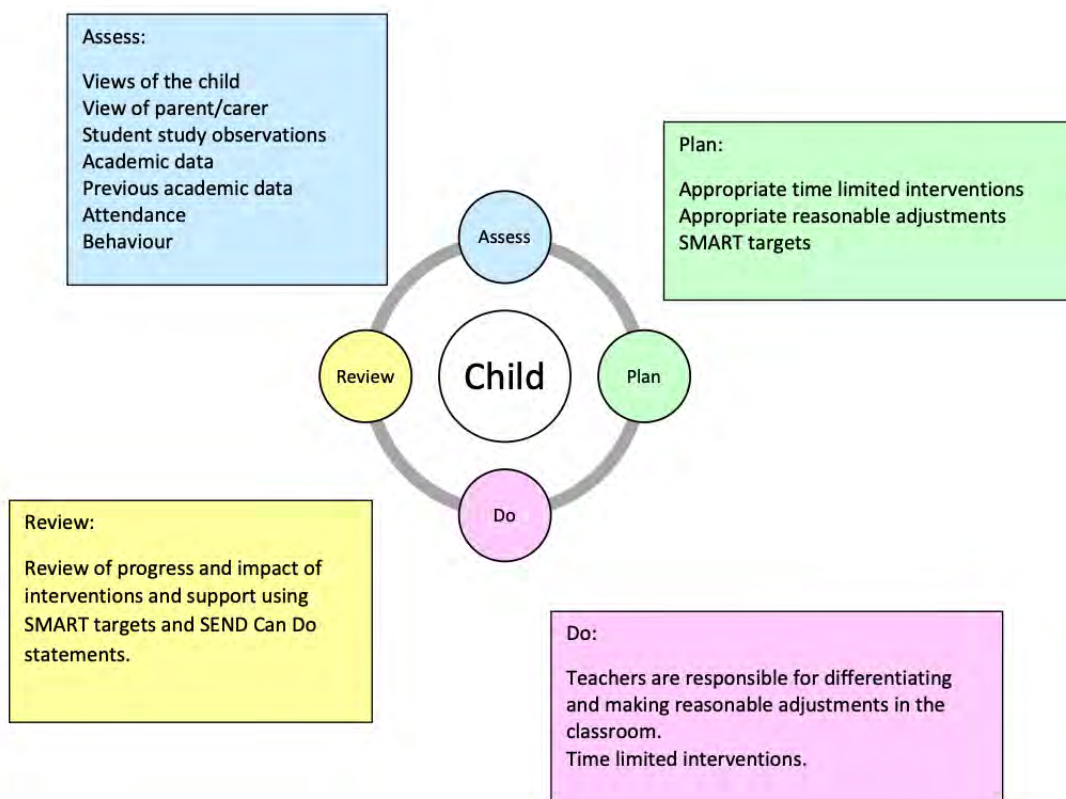 Assess:
Views of the child
View of parent/carer
Student study observations
Academic data
Previous academic data
Attendance
Behaviour
Plan:
Appropriate time limited interventions
Appropriate reasonable adjustments
SMART targets
Assess
Review
Child
Plan
Do
Review:
Review of progress and impact of
interventions and support using
SMART targets and SEND Can Do
statements.
Do:
Teachers are responsible for differentiating
and making reasonable adjustments in the
classroom.
Time limited interventions.